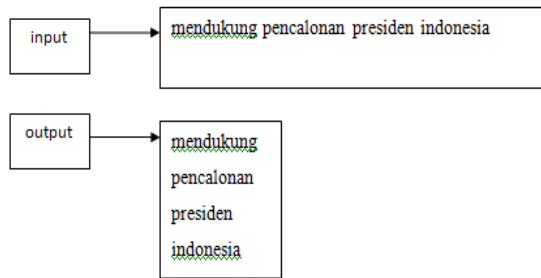 input
mendukung pencalonan presiden indonesia
output
mendukung
pencalonan
presiden
indonesia